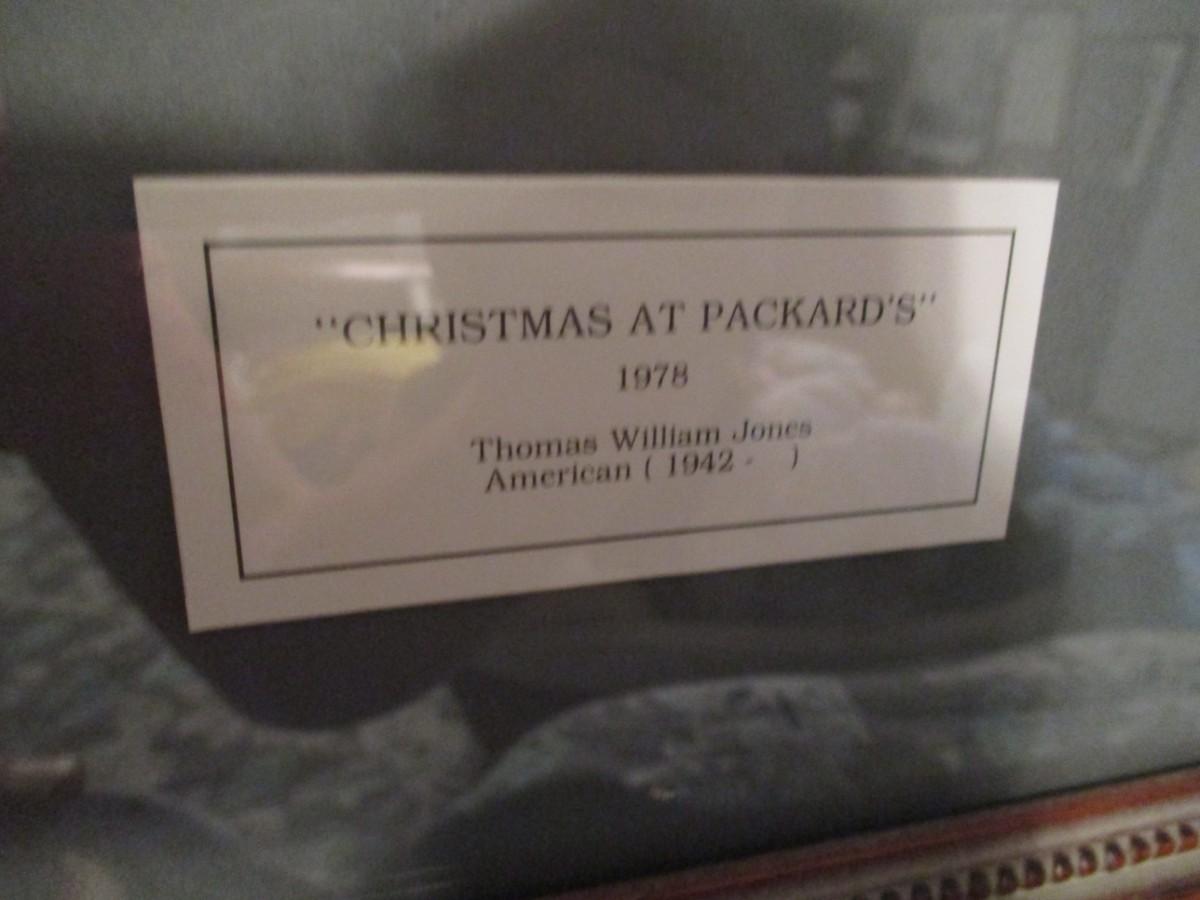 "CHRISTMAS AT PACKARD'S"
1978
Thomas William Jones
American ( 1942 - )